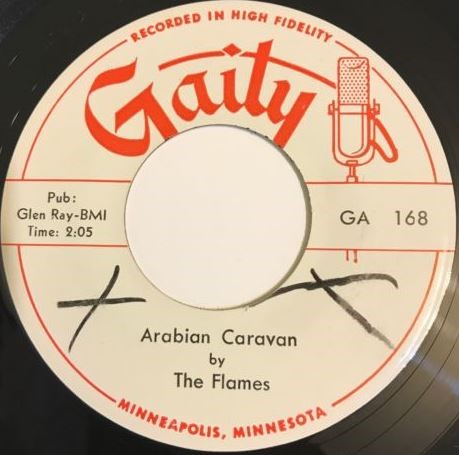 RECORDED IN HIGH FIDELITY
Gaity
Pub:
Glen Ray-BMI
Time: 2:05
GA 168
Arabian Caravan
by
The Flames
MINNEAPOLIS, MINNESOTA